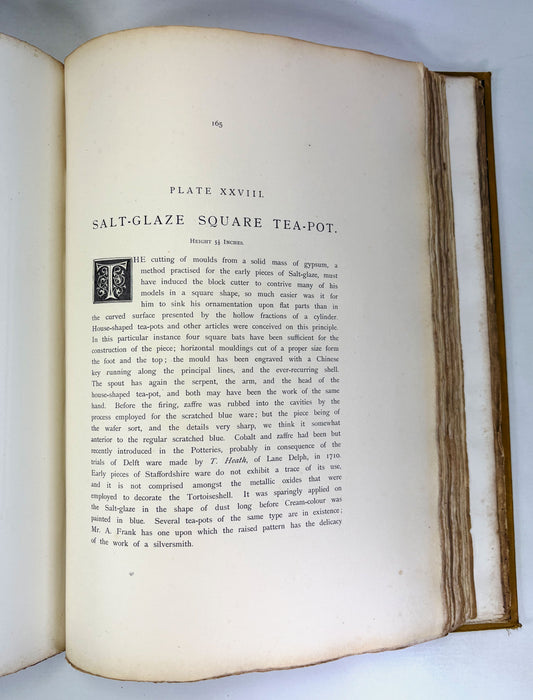 165
PLATE XXVIII.
SALT-GLAZE SQUARE TEA-POT.
HEIGHT 5½ INCHES.
THE cutting of moulds from a solid mass of gypsum, a
method practised for the early pieces of Salt-glaze, must
have induced the block cutter to contrive many of his
models in a square shape, so much easier was it for
him to sink his ornamentation upon flat parts than in
the curved surface presented by the hollow fractions of a cylinder.
House-shaped tea-pots and other articles were conceived on this principle.
In this particular instance four square bats have been sufficient for the
construction of the piece; horizontal mouldings cut of a proper size form
the foot and the top; the mould has been engraved with a Chinese
key running along the principal lines, and the ever-recurring shell.
The spout has again the serpent, the arm, and the head of the
house-shaped tea-pot, and both may have been the work of the same
hand. Before the firing, zaffre was rubbed into the cavities by the
process employed for the scratched blue ware; but the piece being of
the wafer sort, and the details very sharp, we think it somewhat
anterior to the regular scratched blue. Cobalt and zaffre had been but
recently introduced in the Potteries, probably in consequence of the
trials of Delft ware made by T. Heath, of Lane Delph, in 1710.
Early pieces of Staffordshire ware do not exhibit a trace of its use,
and it is not comprised amongst the metallic oxides that were
employed to decorate the Tortoiseshell. It was sparingly applied on
the Salt-glaze in the shape of dust long before Cream-colour was
painted in blue. Several tea-pots of the same type are in existence;
Mr. A. Frank has one upon which the raised pattern has the delicacy
of the work of a silversmith.